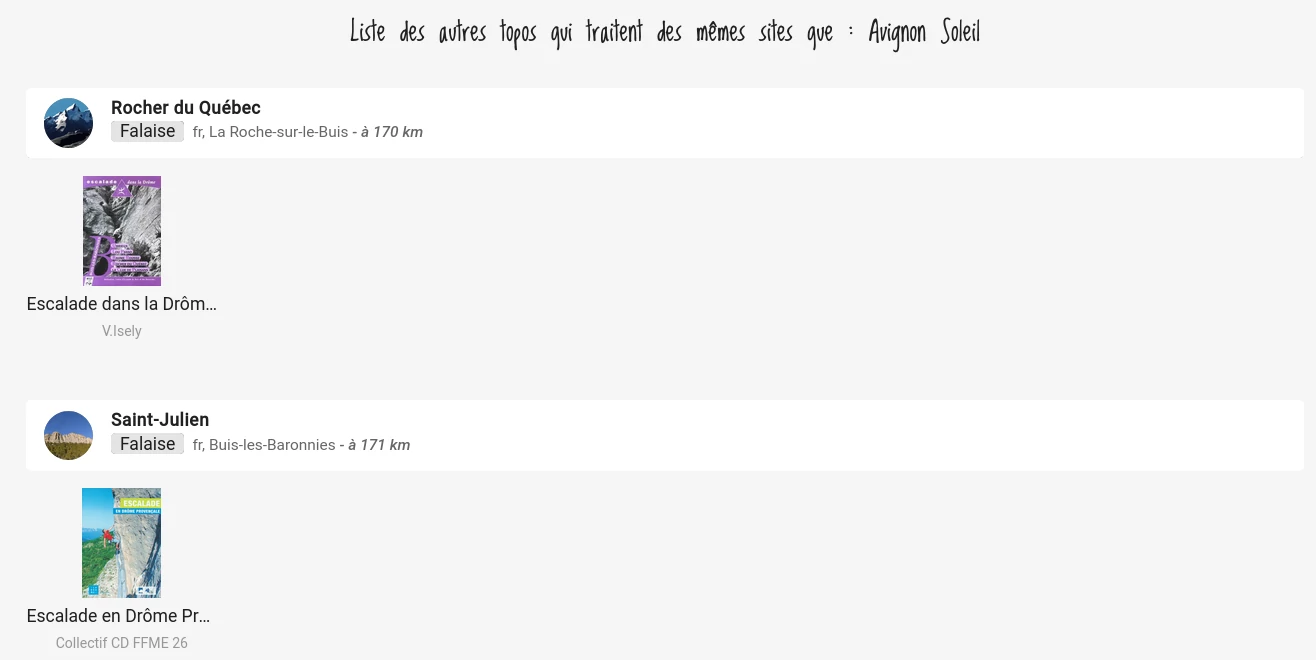 Liste des autres topos qui traitent des mêmes sites que : Avignon Soleil
Rocher du Québec
Falaise fr, La Roche-sur-le-Buis - à 170 km
escalade dans la Drôme
Escalade dans la Drôm...
V.Isely
Saint-Julien
Falaise fr, Buis-les-Baronnies - à 171 km
ESCALADE
EN DRÔME PROVENÇALE
Escalade en Drôme Pr...
Collectif CD FFME 26